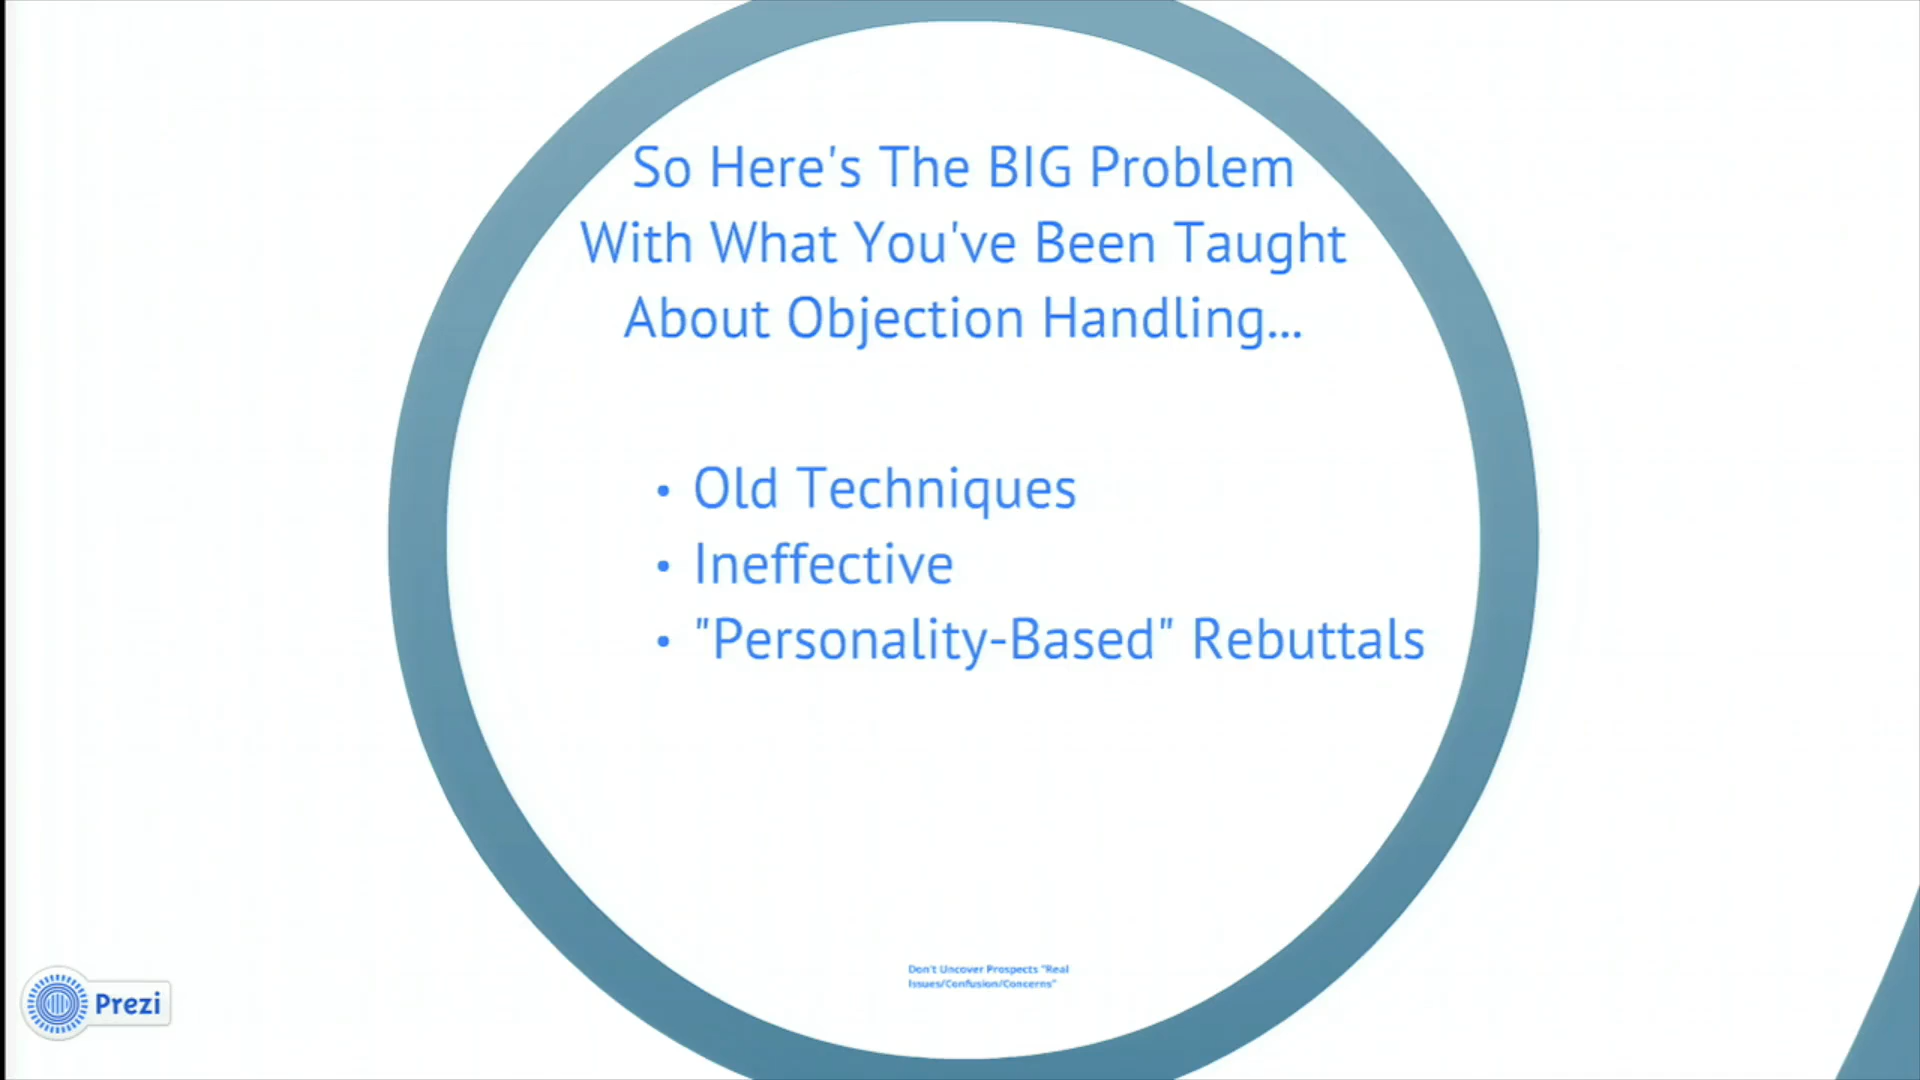 So Here's The BIG Problem
With What You've Been Taught
About Objection Handling...
• Old Techniques
• Ineffective
• "Personality-Based" Rebuttals
Don't Uncover Prospects "Real
Issues/Confusion/Concerns"
Prezi